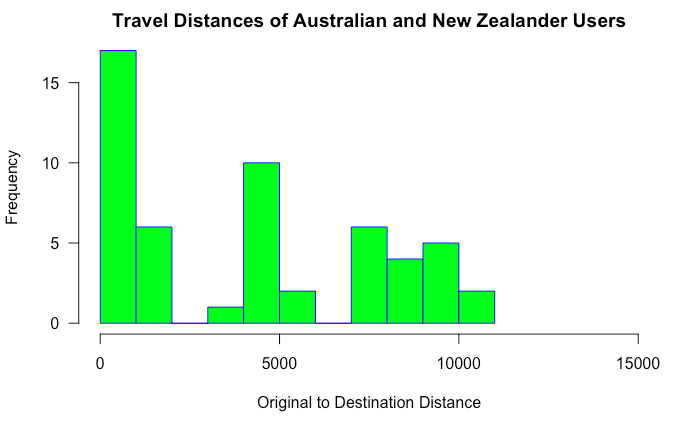 Travel Distances of Australian and New Zealander Users
Frequency
15
10
5
0
0 5000 10000 15000
Original to Destination Distance